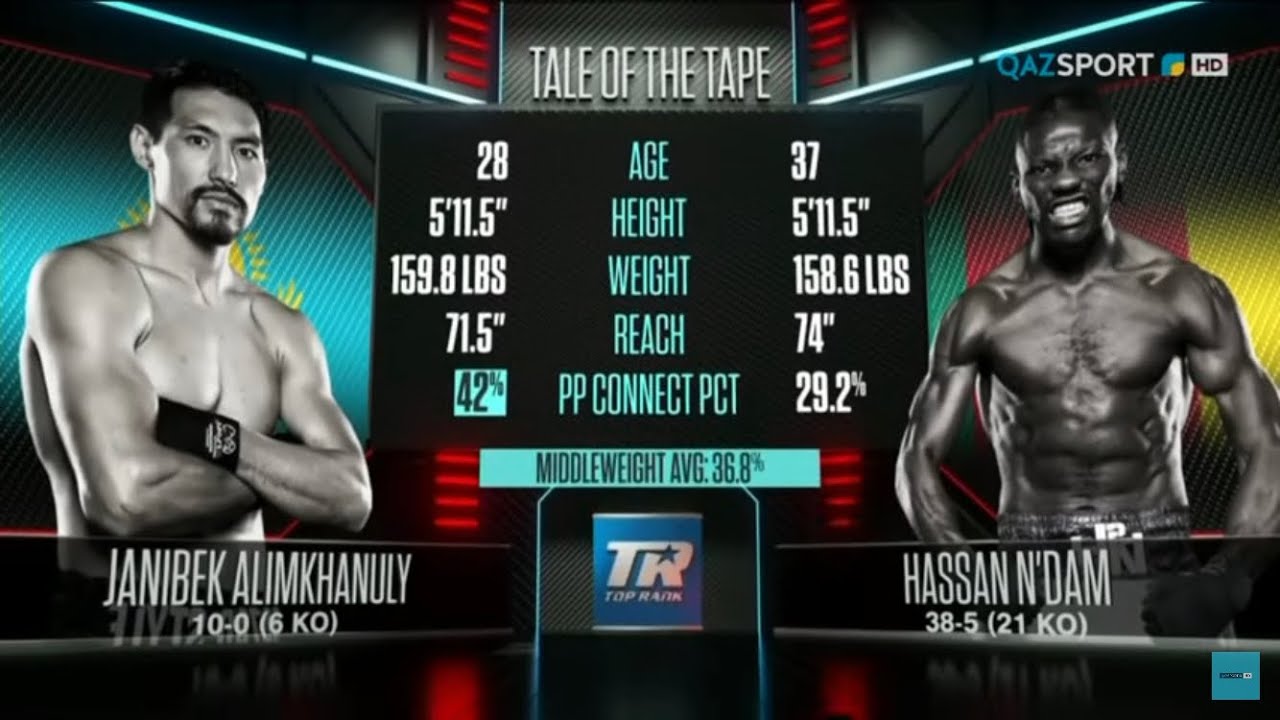 TALE OF THE TAPE
QAZSPORT HD
28 AGE 37
5'11.5" HEIGHT 5'11.5"
159.8 LBS WEIGHT 158.6 LBS
71.5" REACH 74"
42% PP CONNECT PCT 29.2%
MIDDLEWEIGHT AVG: 36.8%
TR
TOP RANK
JANIBEK ALIMKHANULY
10-0 (6 KO)
HASSAN N'DAM
38-5 (21 KO)